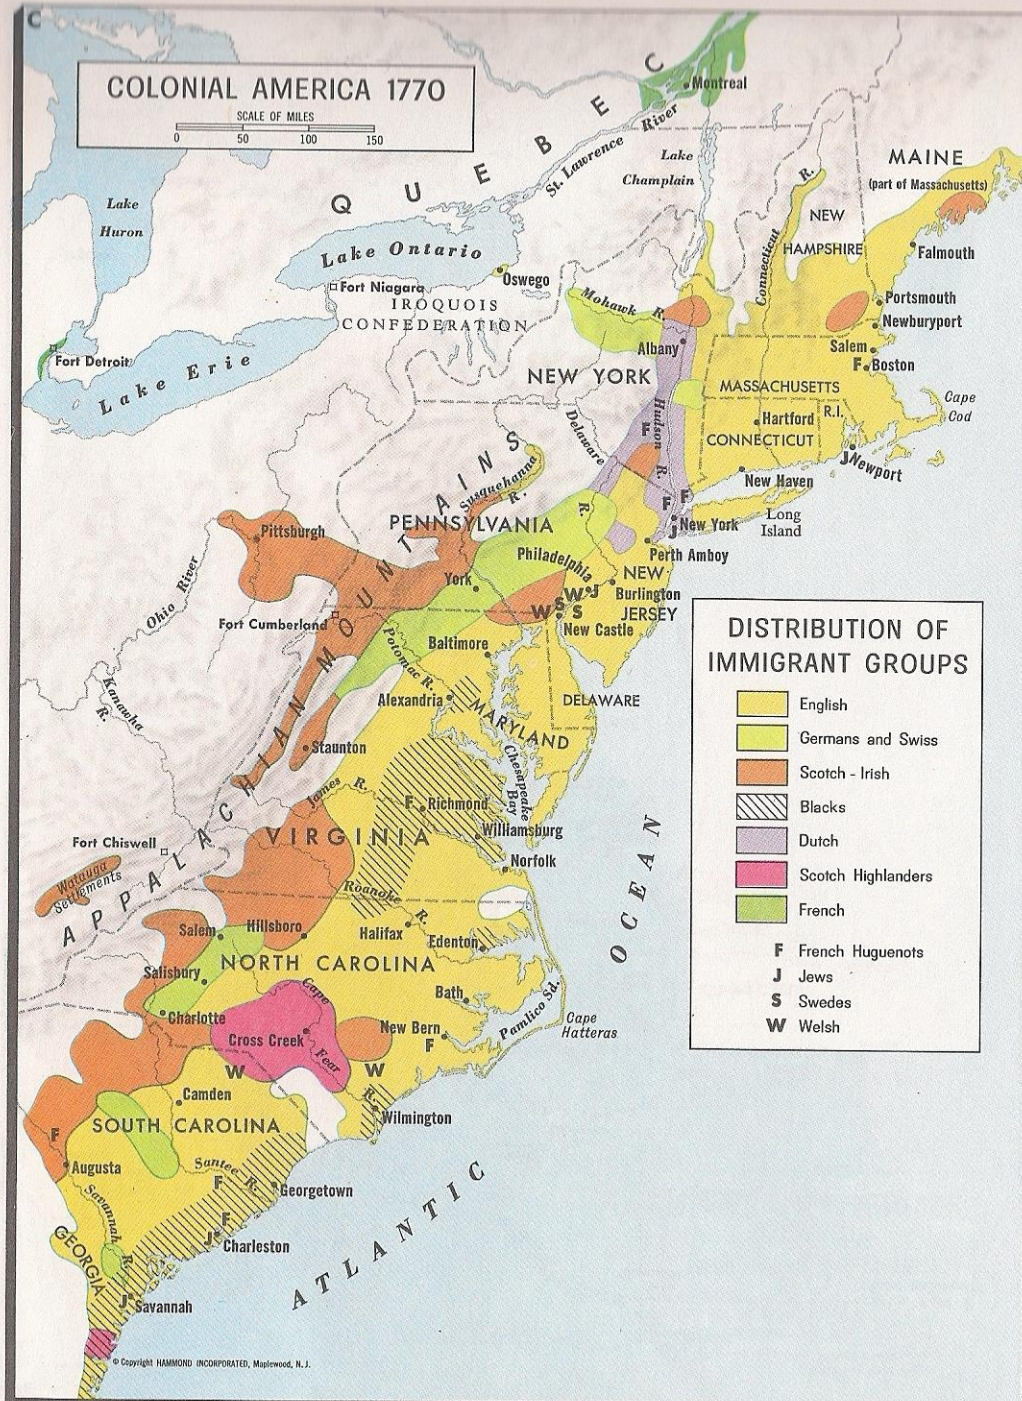 C
COLONIAL AMERICA 1770
SCALE OF MILES
0 50 100 150
QUEBEC
Montreal
St. Lawrence River
Lake Champlain
MAINE
(part of Massachusetts)
Lake Huron
Connecticut R.
NEW HAMPSHIRE
Falmouth
Lake Ontario
Oswego
Fort Niagara
IROQUOIS
CONFEDERATION
Mohawk R.
Portsmouth
Newburyport
Salem
F Boston
Albany
Fort Detroit
Lake Erie
NEW YORK
MASSACHUSETTS
Cape Cod
Hartford
R.I.
CONNECTICUT
J Newport
Hudson R.
F
Delaware R.
New Haven
Long Island
F
F
New York
J
Susquehanna R.
PENNSYLVANIA
Pittsburgh
Perth Amboy
Philadelphia
J
W
S
W
S
York
NEW JERSEY
Burlington
New Castle
Ohio River
Fort Cumberland
Baltimore
Potomac R.
Kanawha R.
APPALACHIAN MOUNTAINS
Alexandria
MARYLAND
DELAWARE
Staunton
Chesapeake Bay
James R.
F Richmond
VIRGINIA
Williamsburg
Norfolk
Fort Chiswell
Watauga Settlements
Roanoke R.
Salem
Hillsboro
Halifax
Edenton
NORTH CAROLINA
Salisbury
Bath
Pamlico Sd.
Cape Hatteras
Charlotte
Cape Fear R.
Cross Creek
New Bern
F
W
W
Camden
Wilmington
SOUTH CAROLINA
F
Augusta
Santee R.
F
Georgetown
F
J Charleston
Savannah R.
GEORGIA
J Savannah
ATLANTIC OCEAN
DISTRIBUTION OF
IMMIGRANT GROUPS
English
Germans and Swiss
Scotch - Irish
Blacks
Dutch
Scotch Highlanders
French
F French Huguenots
J Jews
S Swedes
W Welsh
© Copyright HAMMOND INCORPORATED, Maplewood, N. J.